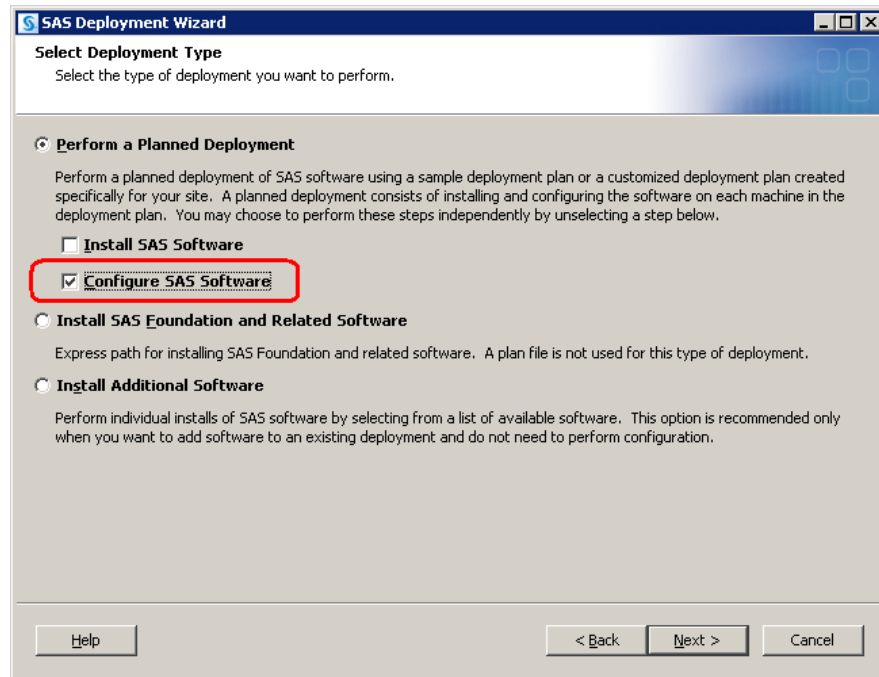 SAS Deployment Wizard
Select Deployment Type
Select the type of deployment you want to perform.
Perform a Planned Deployment
Perform a planned deployment of SAS software using a sample deployment plan or a customized deployment plan created
specifically for your site. A planned deployment consists of installing and configuring the software on each machine in the
deployment plan. You may choose to perform these steps independently by unselecting a step below.
Install SAS Software
Configure SAS Software
Install SAS Foundation and Related Software
Express path for installing SAS Foundation and related software. A plan file is not used for this type of deployment.
Install Additional Software
Perform individual installs of SAS software by selecting from a list of available software. This option is recommended only
when you want to add software to an existing deployment and do not need to perform configuration.
Help
< Back
Next >
Cancel